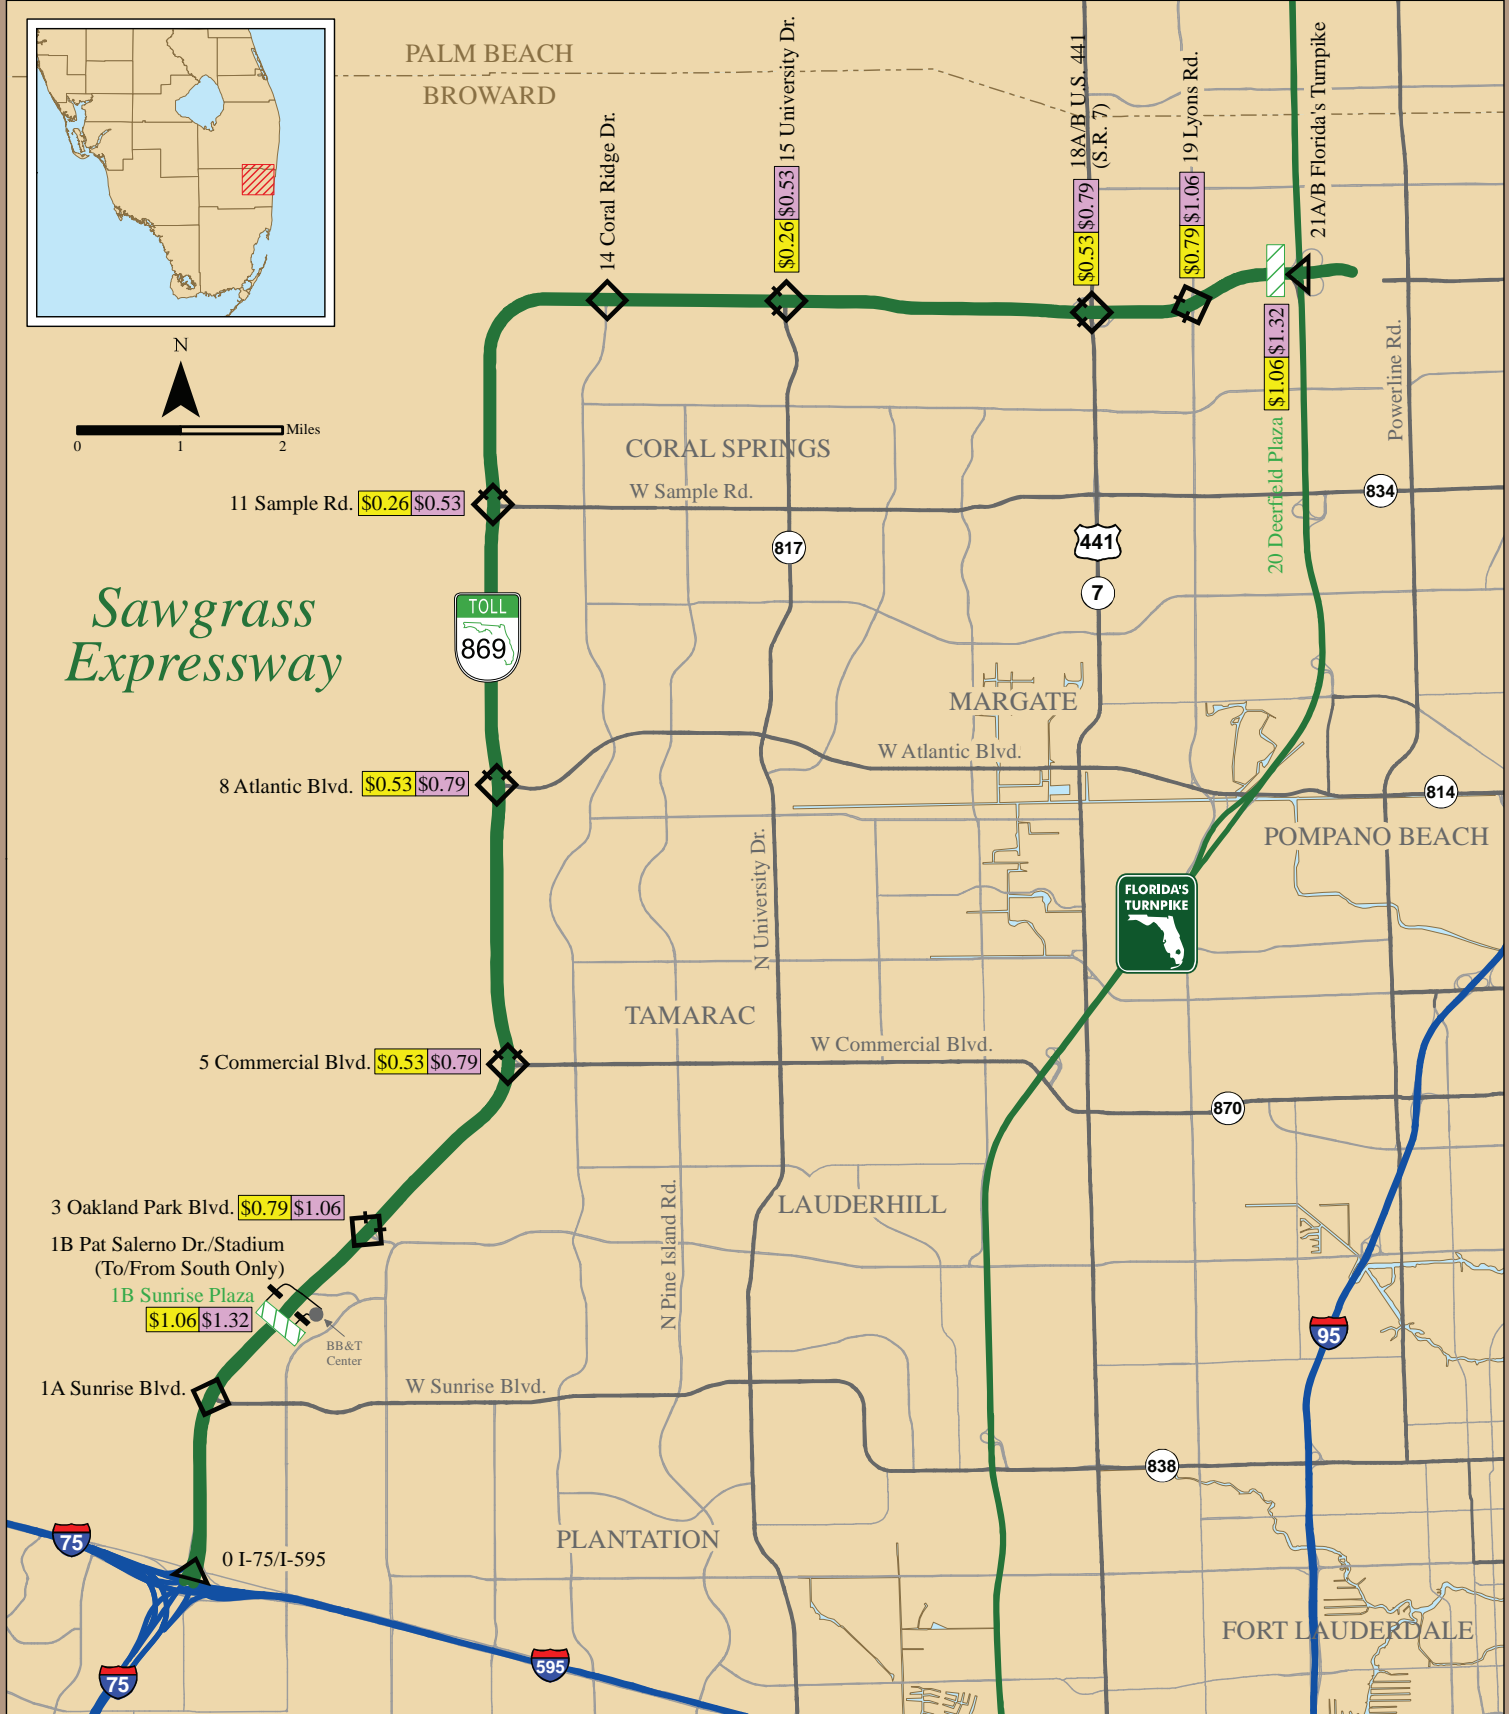 PALM BEACH
BROWARD
15 University Dr.
$0.26 $0.53
18A/B U.S. 441
(S.R. 7)
$0.53 $0.79
19 Lyons Rd.
$0.79 $1.06
21A/B Florida's Turnpike
14 Coral Ridge Dr.
N
0 1 2 Miles
$1.06 $1.32
20 Deerfield Plaza
Powerline Rd.
CORAL SPRINGS
11 Sample Rd. $0.26 $0.53
W Sample Rd.
834
817
441
7
Sawgrass
Expressway
TOLL
869
MARGATE
W Atlantic Blvd.
8 Atlantic Blvd. $0.53 $0.79
814
POMPANO BEACH
N University Dr.
FLORIDA'S
TURNPIKE
TAMARAC
W Commercial Blvd.
5 Commercial Blvd. $0.53 $0.79
870
3 Oakland Park Blvd. $0.79 $1.06
LAUDERHILL
N Pine Island Rd.
1B Pat Salerno Dr./Stadium
(To/From South Only)
1B Sunrise Plaza
$1.06 $1.32
BB&T
Center
95
1A Sunrise Blvd.
W Sunrise Blvd.
838
75
0 I-75/I-595
PLANTATION
FORT LAUDERDALE
595
75